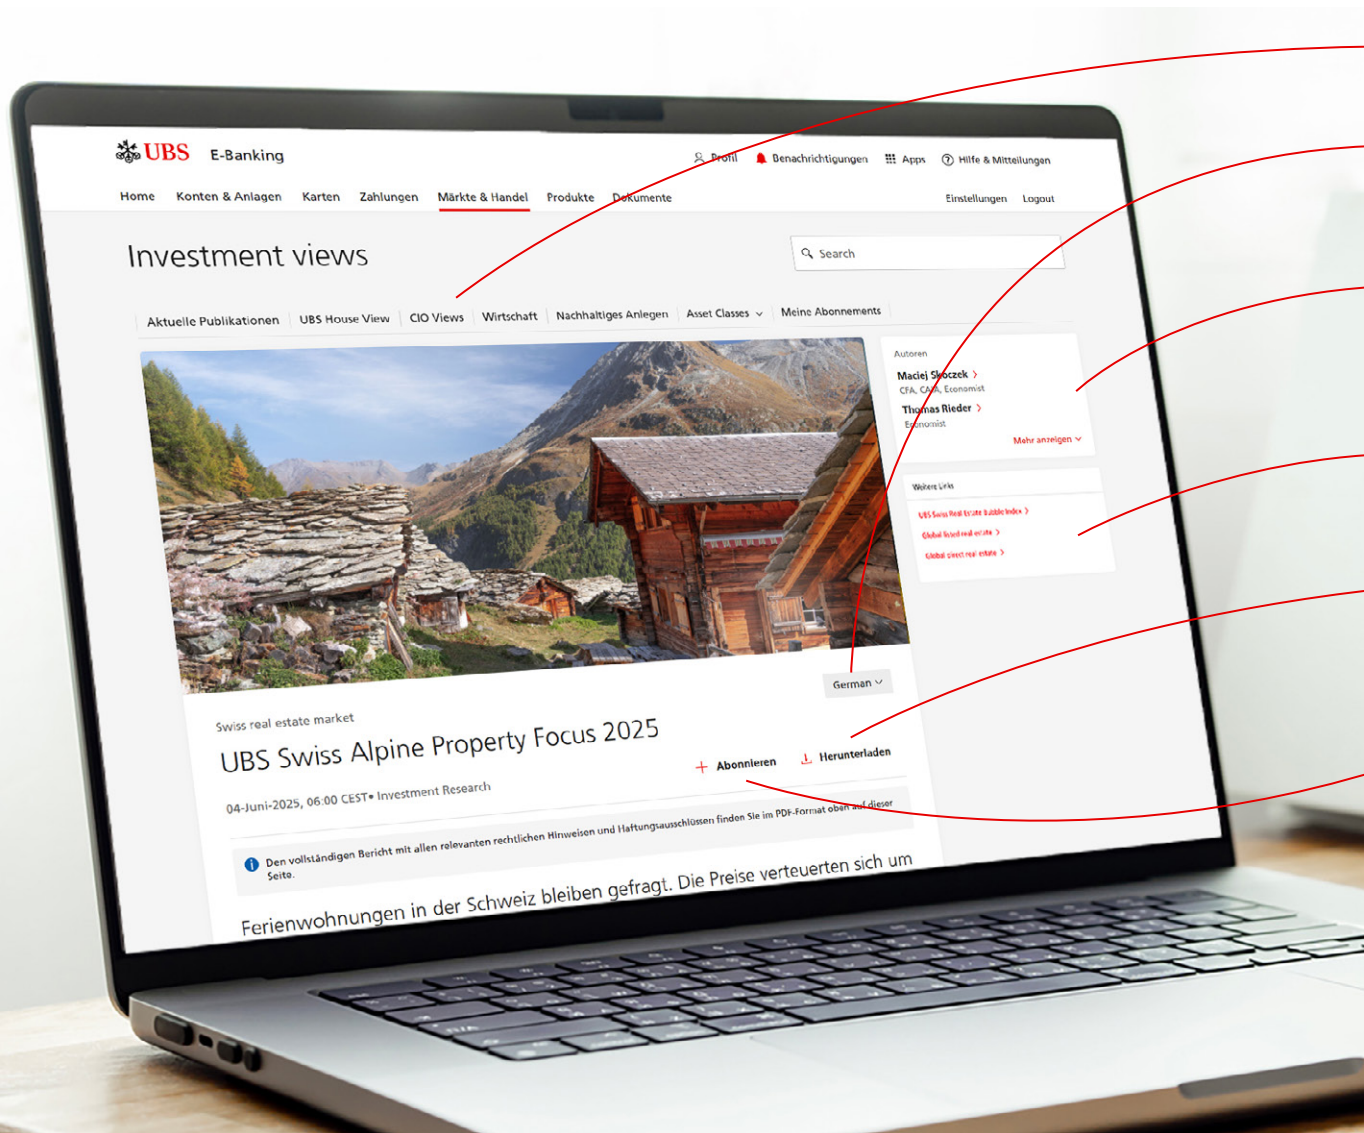 UBS E-Banking
Profil Benachrichtigungen Apps Hilfe & Mitteilungen
Home Konten & Anlagen Karten Zahlungen Märkte & Handel Produkte Dokumente Einstellungen Logout
Investment views
Search
Aktuelle Publikationen UBS House View CIO Views Wirtschaft Nachhaltiges Anlegen Asset Classes Meine Abonnements
Autoren
Maciej Skoczek
CFA, CAIA, Economist
Thomas Rieder
Economist
Mehr anzeigen
Weitere Links
UBS Swiss Real Estate Bubble Index
Global listed real estate
Global direct real estate
German
Swiss real estate market
UBS Swiss Alpine Property Focus 2025
04-Juni-2025, 06:00 CEST• Investment Research
Abonnieren Herunterladen
Den vollständigen Bericht mit allen relevanten rechtlichen Hinweisen und Haftungsausschlüssen finden Sie im PDF-Format oben auf dieser
Seite.
Ferienwohnungen in der Schweiz bleiben gefragt. Die Preise verteuerten sich um